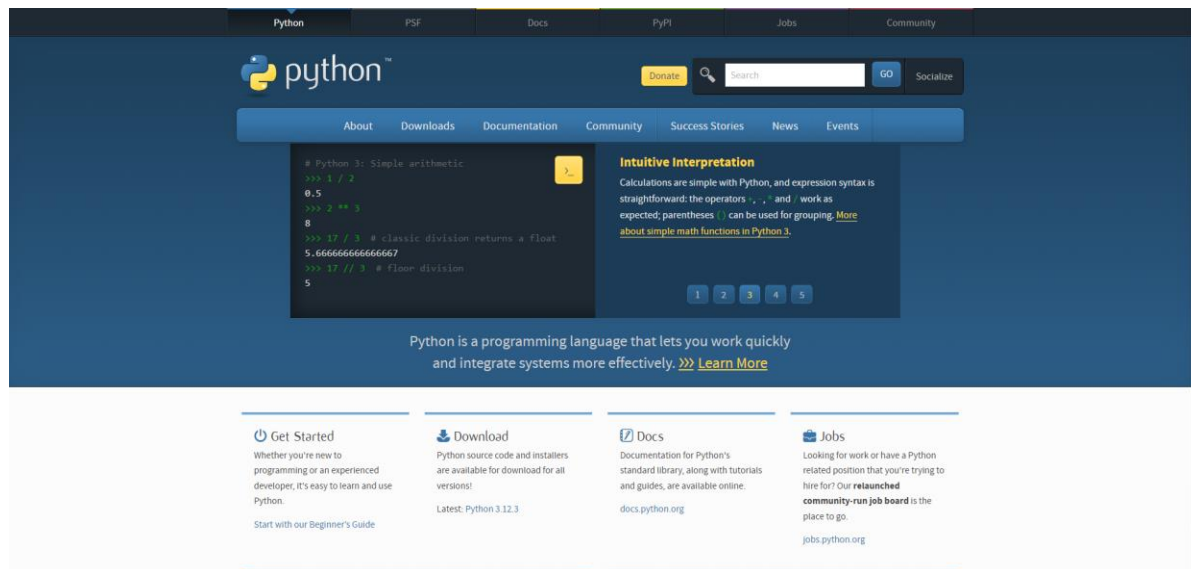 Python PSF Docs PyPI Jobs Community
python™
Donate Search GO Socialize
About Downloads Documentation Community Success Stories News Events
# Python 3: Simple arithmetic
>>> 1 / 2
0.5
>>> 2 ** 3
8
>>> 17 / 3 # classic division returns a float
5.666666666666667
>>> 17 // 3 # floor division
5
>_
Intuitive Interpretation
Calculations are simple with Python, and expression syntax is
straightforward: the operators +, -, * and / work as
expected; parentheses () can be used for grouping. More
about simple math functions in Python 3.
1 2 3 4 5
Python is a programming language that lets you work quickly
and integrate systems more effectively. >>> Learn More
Get Started
Whether you're new to
programming or an experienced
developer, it's easy to learn and use
Python.
Start with our Beginner's Guide
Download
Python source code and installers
are available for download for all
versions!
Latest: Python 3.12.3
Docs
Documentation for Python's
standard library, along with tutorials
and guides, are available online.
docs.python.org
Jobs
Looking for work or have a Python
related position that you're trying to
hire for? Our relaunched
community-run job board is the
place to go.
jobs.python.org